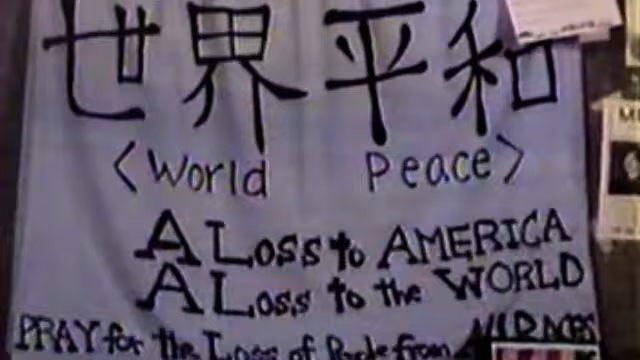 世界平和
<World Peace>
A Loss to AMERICA
A Loss to the WORLD
PRAY for the Loss of from